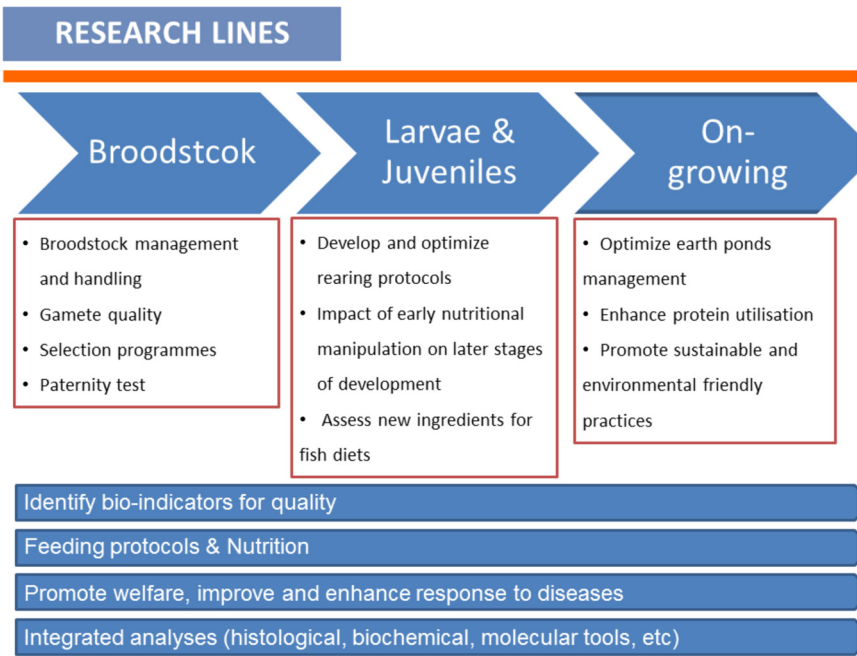 RESEARCH LINES
Broodstcok
• Broodstock management
and handling
• Gamete quality
• Selection programmes
• Paternity test
Larvae &
Juveniles
• Develop and optimize
rearing protocols
• Impact of early nutritional
manipulation on later stages
of development
• Assess new ingredients for
fish diets
On-
growing
• Optimize earth ponds
management
• Enhance protein utilisation
• Promote sustainable and
environmental friendly
practices
Identify bio-indicators for quality
Feeding protocols & Nutrition
Promote welfare, improve and enhance response to diseases
Integrated analyses (histological, biochemical, molecular tools, etc)